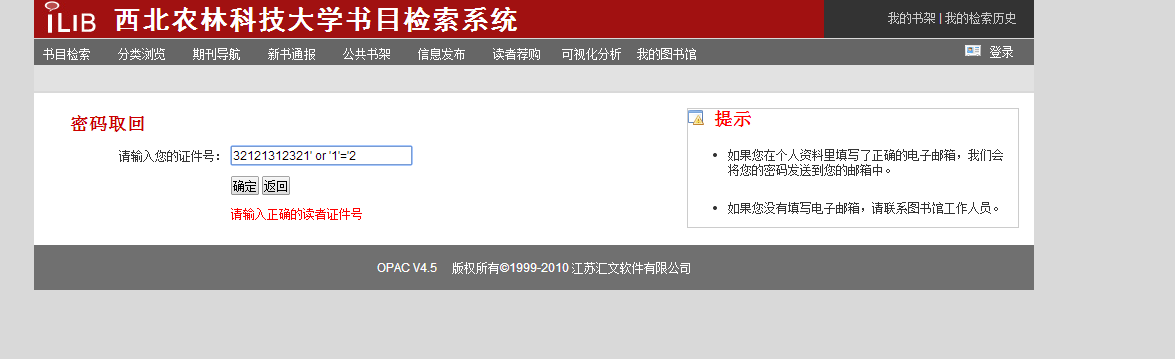 iLIB 西北农林科技大学书目检索系统
我的书架 | 我的检索历史
书目检索 分类浏览 期刊导航 新书通报 公共书架 信息发布 读者荐购 可视化分析 我的图书馆 登录
密码取回
请输入您的证件号： 32121312321' or '1'='2
确定 返回
请输入正确的读者证件号
提示
• 如果您在个人资料里填写了正确的电子邮箱，我们会
将您的密码发送到您的邮箱中。
• 如果您没有填写电子邮箱，请联系图书馆工作人员。
OPAC V4.5 版权所有©1999-2010 江苏汇文软件有限公司